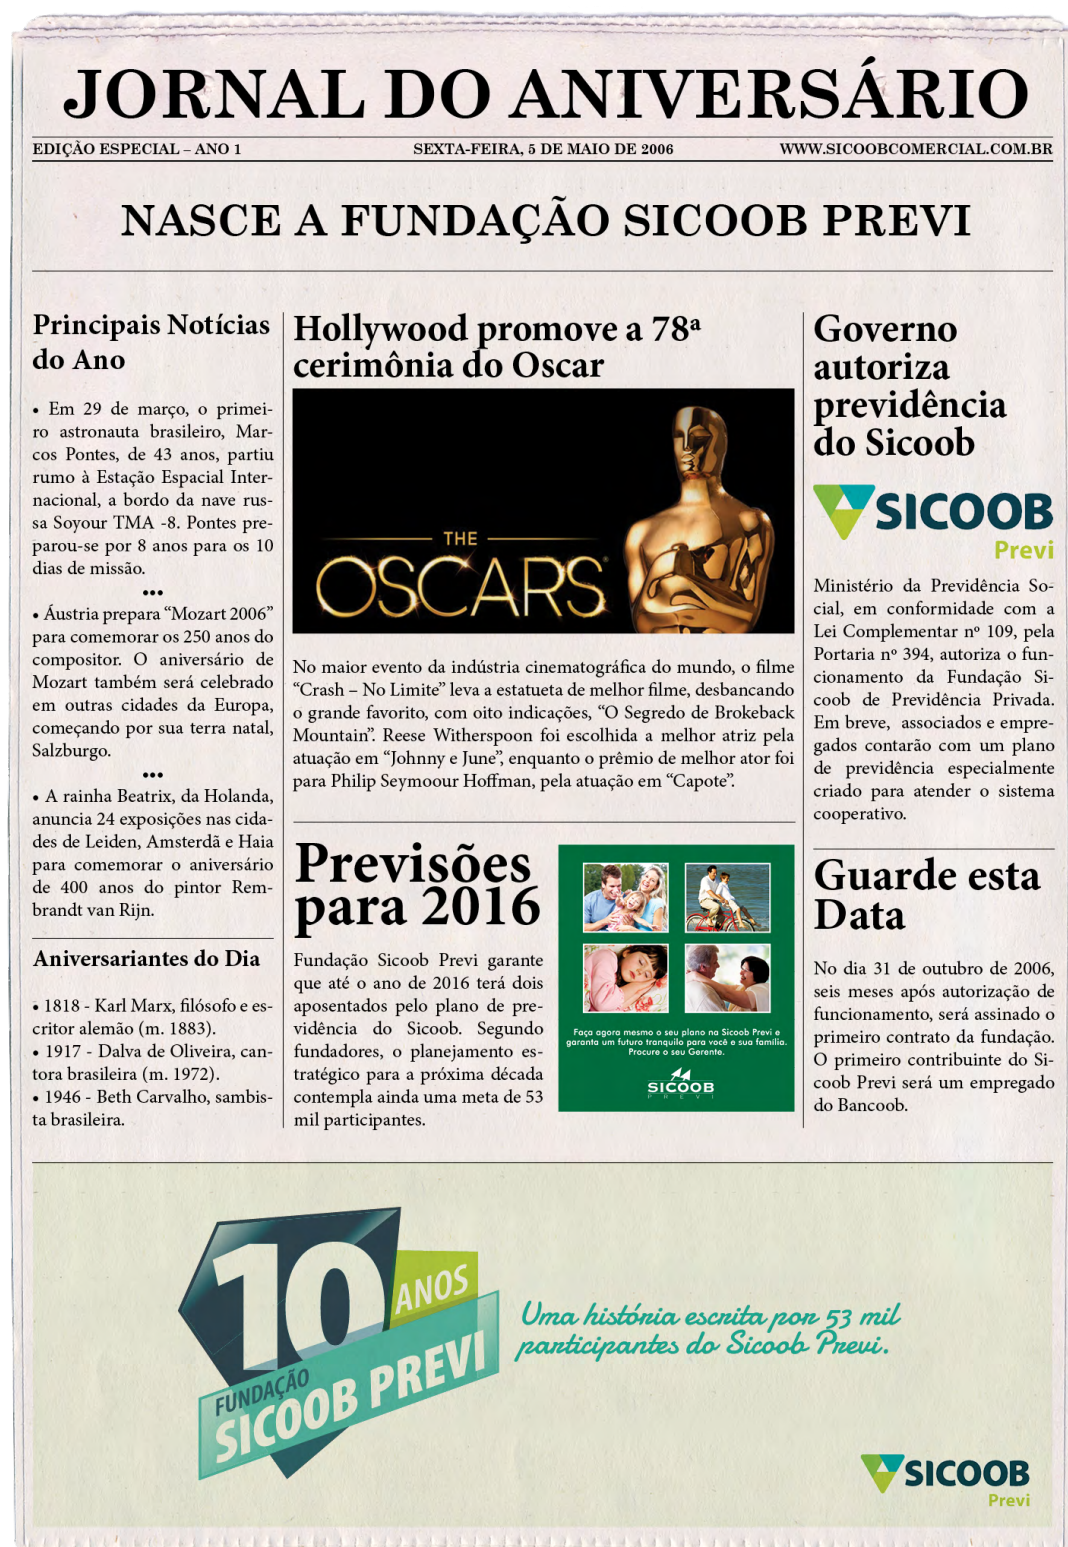 JORNAL DO ANIVERSÁRIO
EDIÇÃO ESPECIAL – ANO 1
SEXTA-FEIRA, 5 DE MAIO DE 2006
WWW.SICOOBCOMERCIAL.COM.BR
NASCE A FUNDAÇÃO SICOOB PREVI
Principais Notícias
do Ano
• Em 29 de março, o primei-
ro astronauta brasileiro, Mar-
cos Pontes, de 43 anos, partiu
rumo à Estação Espacial Inter-
nacional, a bordo da nave rus-
sa Soyour TMA -8. Pontes pre-
parou-se por 8 anos para os 10
dias de missão.
•••
• Áustria prepara “Mozart 2006”
para comemorar os 250 anos do
compositor. O aniversário de
Mozart também será celebrado
em outras cidades da Europa,
começando por sua terra natal,
Salzburgo.
•••
• A rainha Beatrix, da Holanda,
anuncia 24 exposições nas cida-
des de Leiden, Amsterdã e Haia
para comemorar o aniversário
de 400 anos do pintor Rem-
brandt van Rijn.
Aniversariantes do Dia
• 1818 - Karl Marx, filósofo e es-
critor alemão (m. 1883).
• 1917 - Dalva de Oliveira, can-
tora brasileira (m. 1972).
• 1946 - Beth Carvalho, sambis-
ta brasileira.
Hollywood promove a 78ª
cerimônia do Oscar
THE
OSCARS
No maior evento da indústria cinematográfica do mundo, o filme
“Crash – No Limite” leva a estatueta de melhor filme, desbancando
o grande favorito, com oito indicações, “O Segredo de Brokeback
Mountain”. Reese Witherspoon foi escolhida a melhor atriz pela
atuação em “Johnny e June”, enquanto o prêmio de melhor ator foi
para Philip Seymoour Hoffman, pela atuação em “Capote”.
Previsões
para 2016
Fundação Sicoob Previ garante
que até o ano de 2016 terá dois
aposentados pelo plano de pre-
vidência do Sicoob. Segundo
fundadores, o planejamento es-
tratégico para a próxima década
contempla ainda uma meta de 53
mil participantes.
Faça agora mesmo o seu plano na Sicoob Previ e
garanta um futuro tranquilo para você e sua família.
Procure o seu Gerente.
SICOOB
PREVI
Governo
autoriza
previdência
do Sicoob
SICOOB
Previ
Ministério da Previdência So-
cial, em conformidade com a
Lei Complementar nº 109, pela
Portaria nº 394, autoriza o fun-
cionamento da Fundação Si-
coob de Previdência Privada.
Em breve, associados e empre-
gados contarão com um plano
de previdência especialmente
criado para atender o sistema
cooperativo.
Guarde esta
Data
No dia 31 de outubro de 2006,
seis meses após autorização de
funcionamento, será assinado o
primeiro contrato da fundação.
O primeiro contribuinte do Si-
coob Previ será um empregado
do Bancoob.
10
ANOS
FUNDAÇÃO
SICOOB PREVI
Uma história escrita por 53 mil
participantes do Sicoob Previ.
SICOOB
Previ